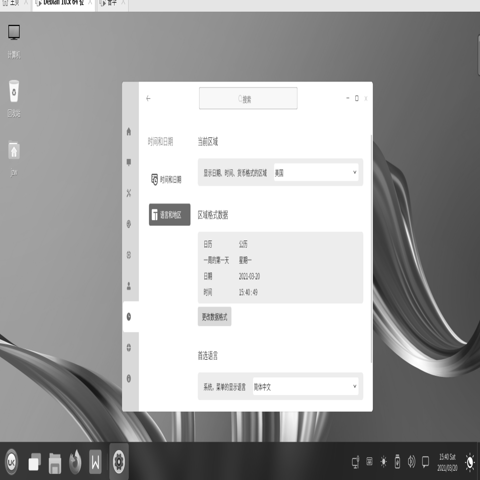 主页 Debian 10.x 64 位
计算机
回收站
搜索
时间和日期
时间和日期
语言和地区
当前区域
显示日期、时间、货币格式的区域 美国
区域格式数据
日历 公历
一周的第一天 星期一
日期 2021-03-20
时间 15:40:49
更改数据格式
首选语言
系统、菜单的显示语言 简体中文
15:40 Sat
2021/03/20